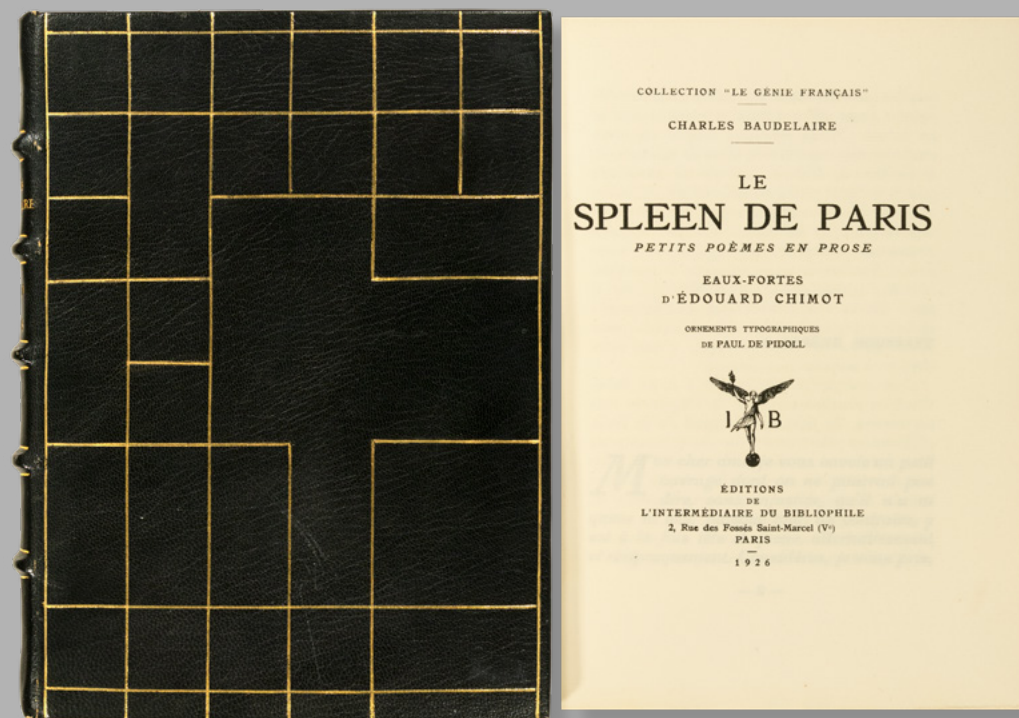 COLLECTION "LE GÉNIE FRANÇAIS"
CHARLES BAUDELAIRE
LE
SPLEEN DE PARIS
PETITS POÈMES EN PROSE
EAUX-FORTES
D'ÉDOUARD CHIMOT
ORNEMENTS TYPOGRAPHIQUES
DE PAUL DE PIDOLL
I B
ÉDITIONS
DE
L'INTERMÉDIAIRE DU BIBLIOPHILE
2, Rue des Fossés Saint-Marcel (Vᵉ)
PARIS
1926